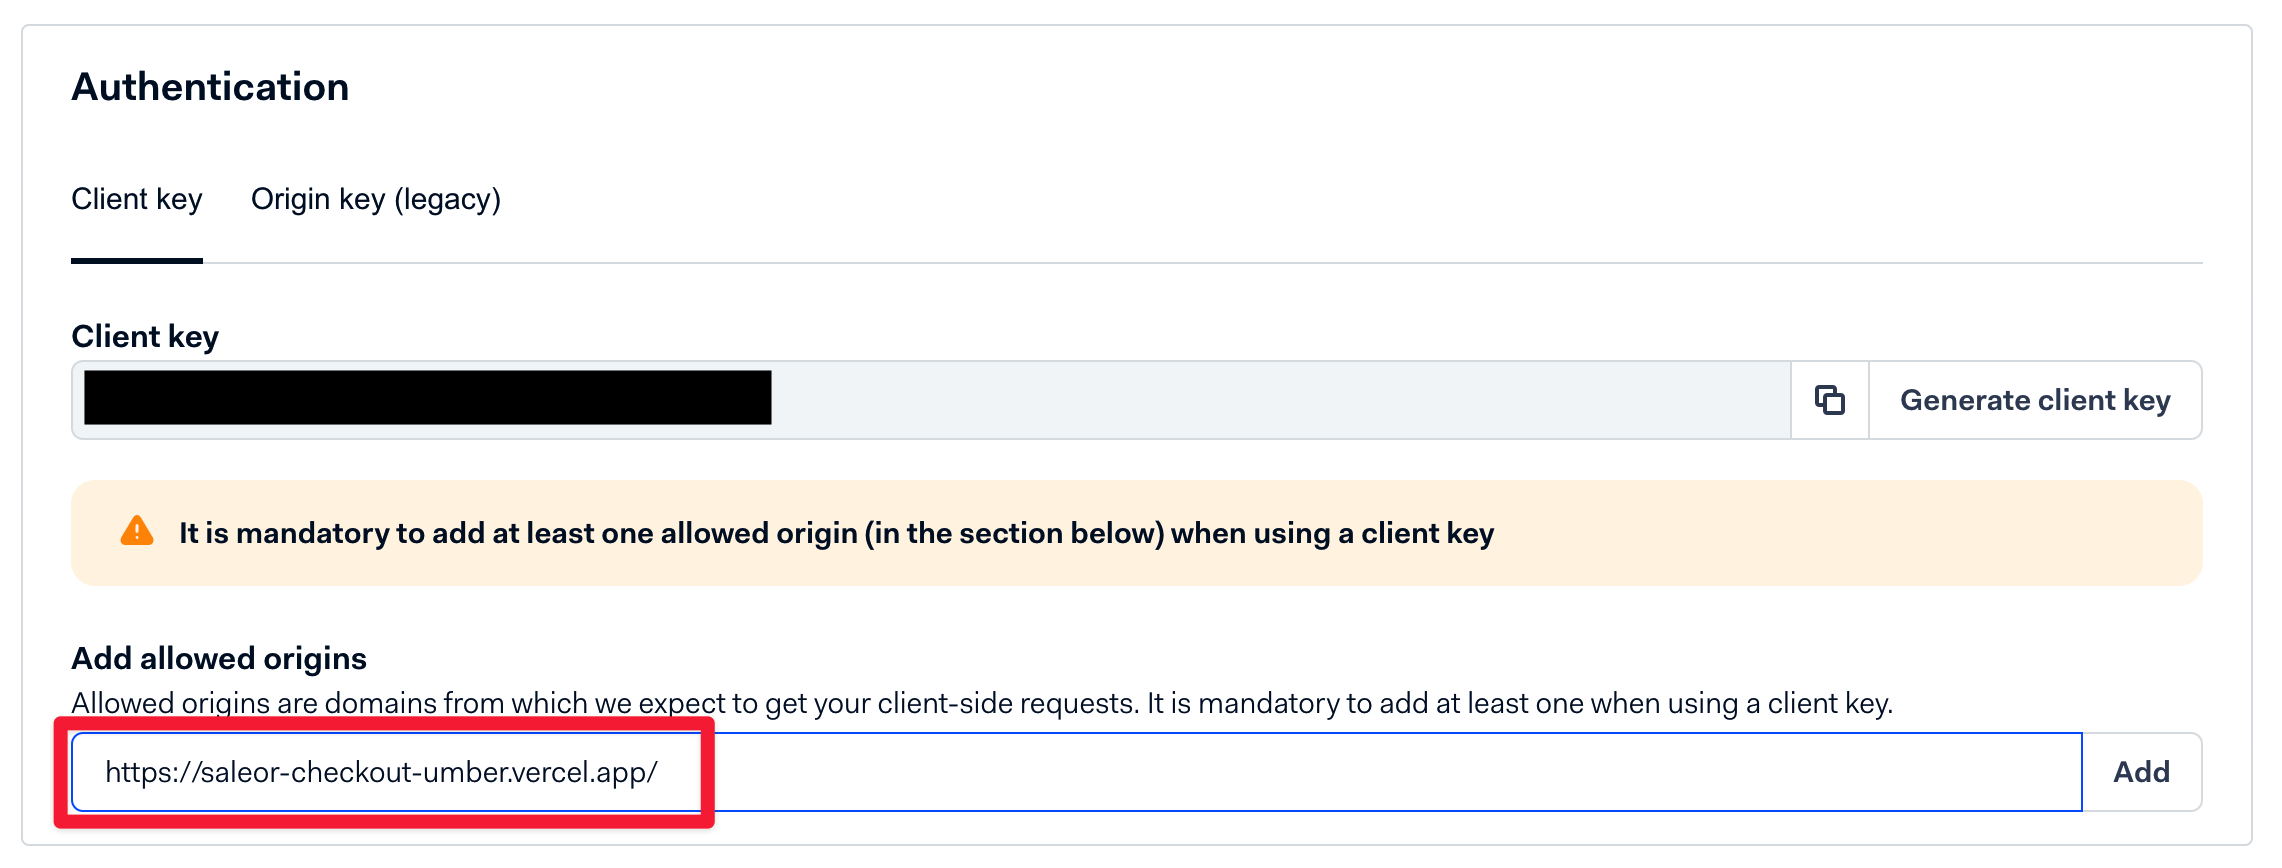 Authentication
Client key Origin key (legacy)
Client key
Generate client key
It is mandatory to add at least one allowed origin (in the section below) when using a client key
Add allowed origins
Allowed origins are domains from which we expect to get your client-side requests. It is mandatory to add at least one when using a client key.
https://saleor-checkout-umber.vercel.app/ Add